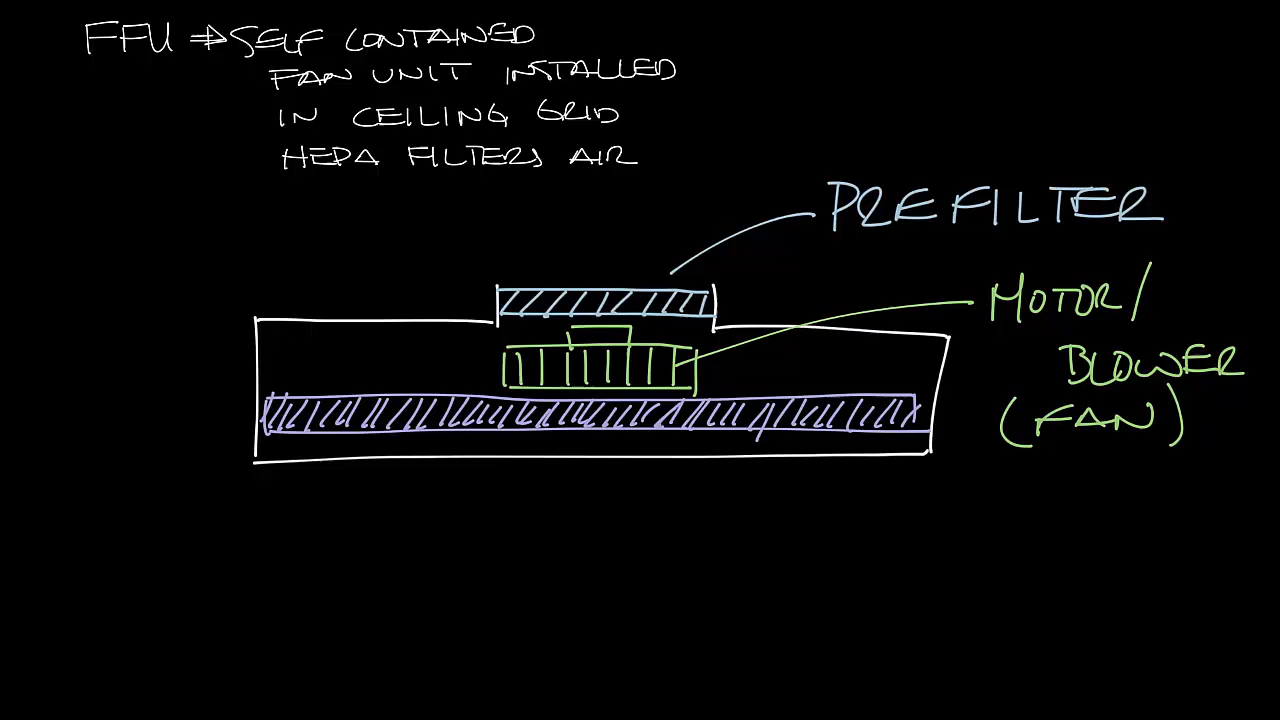 FFU ⇒ SELF CONTAINED
FAN UNIT INSTALLED
IN CEILING GRID
HEPA FILTERS AIR
PREFILTER
MOTOR/
BLOWER
(FAN)